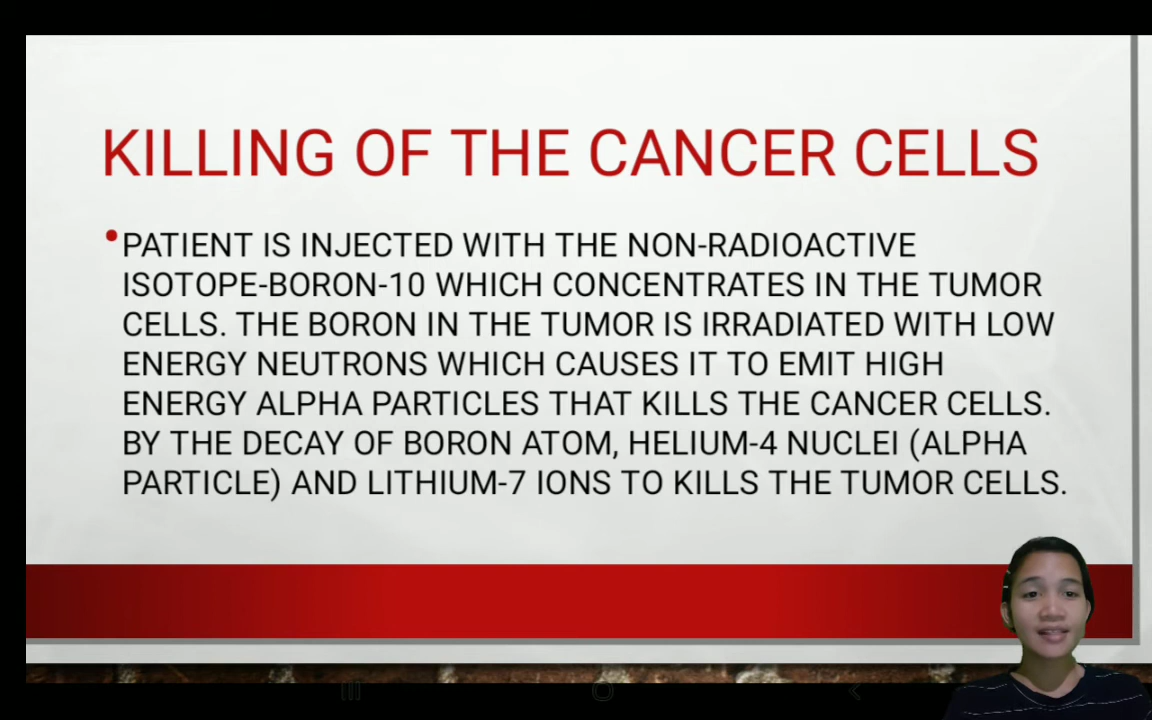 KILLING OF THE CANCER CELLS
•PATIENT IS INJECTED WITH THE NON-RADIOACTIVE
ISOTOPE-BORON-10 WHICH CONCENTRATES IN THE TUMOR
CELLS. THE BORON IN THE TUMOR IS IRRADIATED WITH LOW
ENERGY NEUTRONS WHICH CAUSES IT TO EMIT HIGH
ENERGY ALPHA PARTICLES THAT KILLS THE CANCER CELLS.
BY THE DECAY OF BORON ATOM, HELIUM-4 NUCLEI (ALPHA
PARTICLE) AND LITHIUM-7 IONS TO KILLS THE TUMOR CELLS.